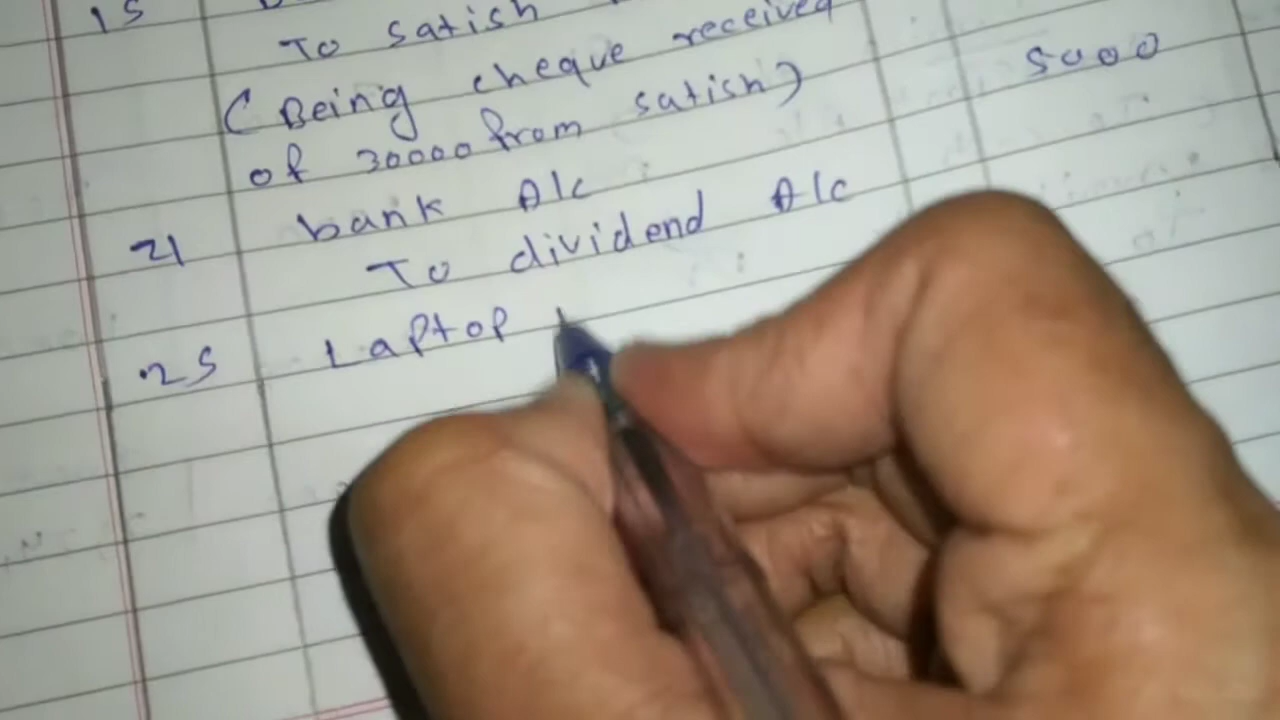 15
To satish
(Being cheque received
of 30000 from satish)
5000
21 bank A/c
To dividend A/c
25 Laptop